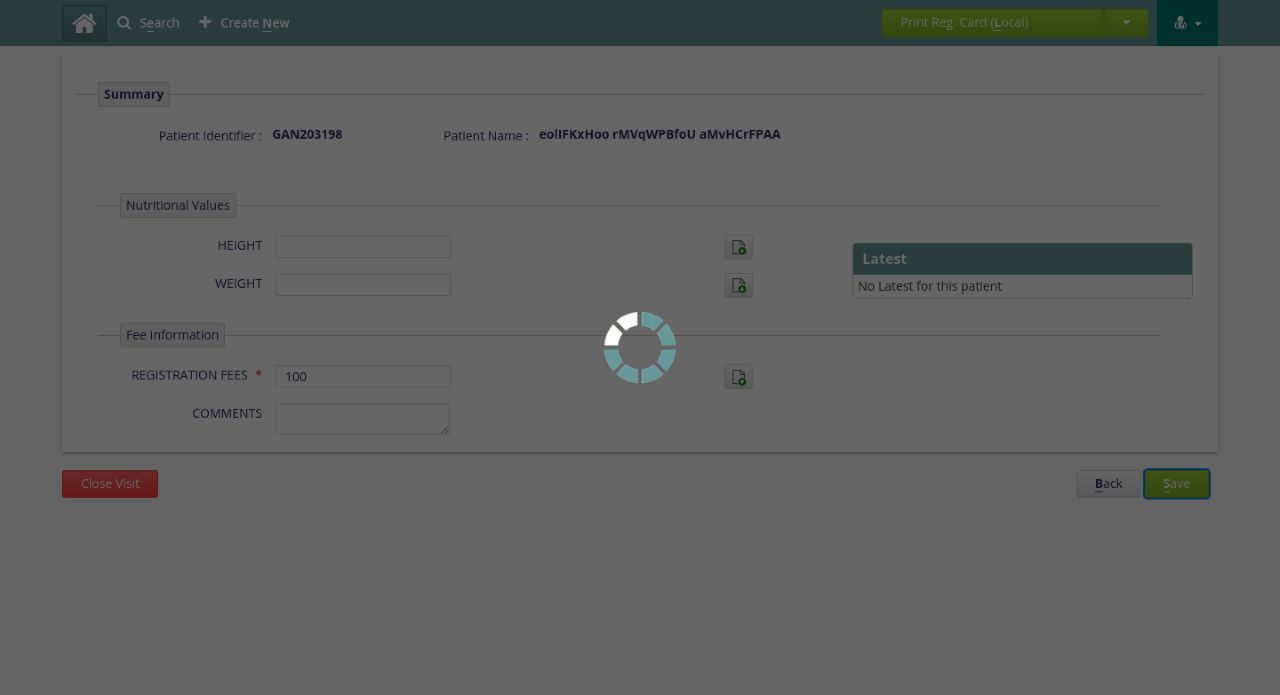 Search
Create New
Print Reg. Card (Local)
Summary
Patient Identifier : GAN203198 Patient Name : eolIFKxHoo rMVqWPBfoU aMvHCrFPAA
Nutritional Values
HEIGHT
WEIGHT
Latest
No Latest for this patient
Fee Information
REGISTRATION FEES * 100
COMMENTS
Close Visit
Back
Save